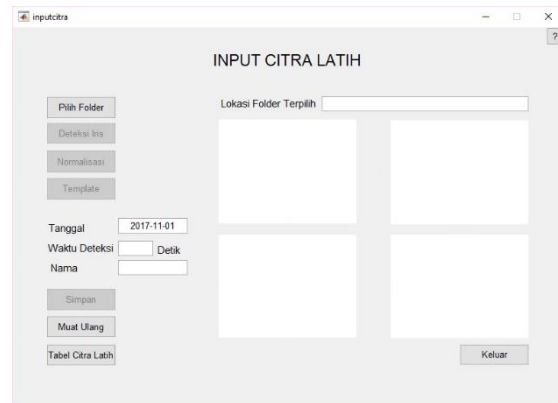 inputcitra
?
INPUT CITRA LATIH
Pilih Folder
Lokasi Folder Terpilih
Deteksi Iris
Normalisasi
Template
Tanggal 2017-11-01
Waktu Deteksi Detik
Nama
Simpan
Muat Ulang
Tabel Citra Latih
Keluar